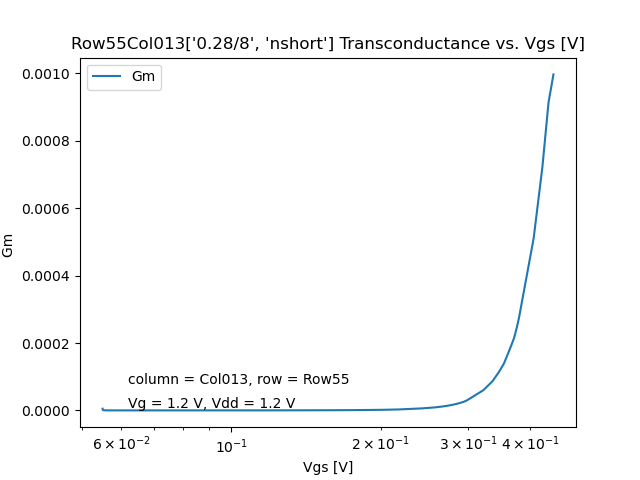 Row55Col013['0.28/8', 'nshort'] Transconductance vs. Vgs [V]
Gm
0.0010
0.0008
0.0006
0.0004
0.0002
0.0000
Gm
column = Col013, row = Row55
Vg = 1.2 V, Vdd = 1.2 V
6 × 10⁻² 10⁻¹ 2 × 10⁻¹ 3 × 10⁻¹ 4 × 10⁻¹
Vgs [V]